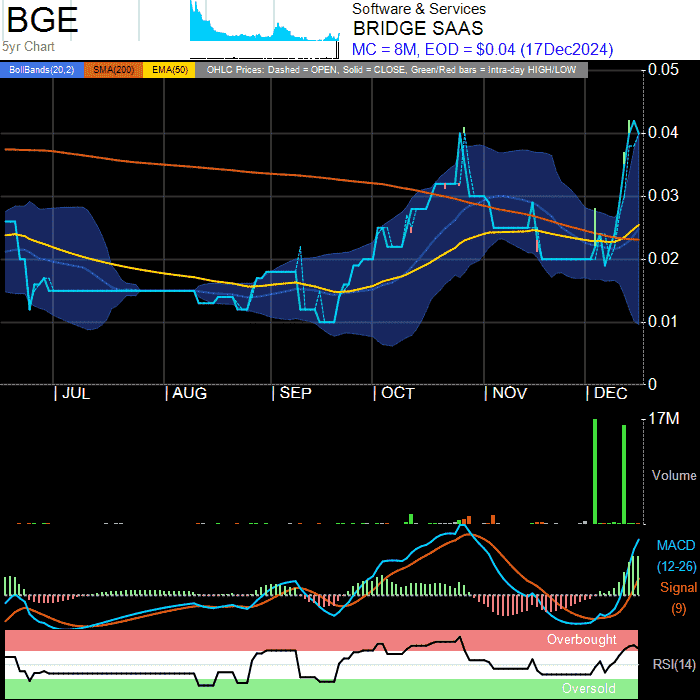 BGE
5yr Chart
Software & Services
BRIDGE SAAS
MC = 8M, EOD = $0.04 (17Dec2024)
BollBands(20,2) SMA(200) EMA(50) OHLC Prices: Dashed = OPEN, Solid = CLOSE, Green/Red bars = Intra-day HIGH/LOW
0.05
0.04
0.03
0.02
0.01
0
JUL AUG SEP OCT NOV DEC
17M
Volume
MACD
(12-26)
Signal
(9)
Overbought
RSI(14)
Oversold